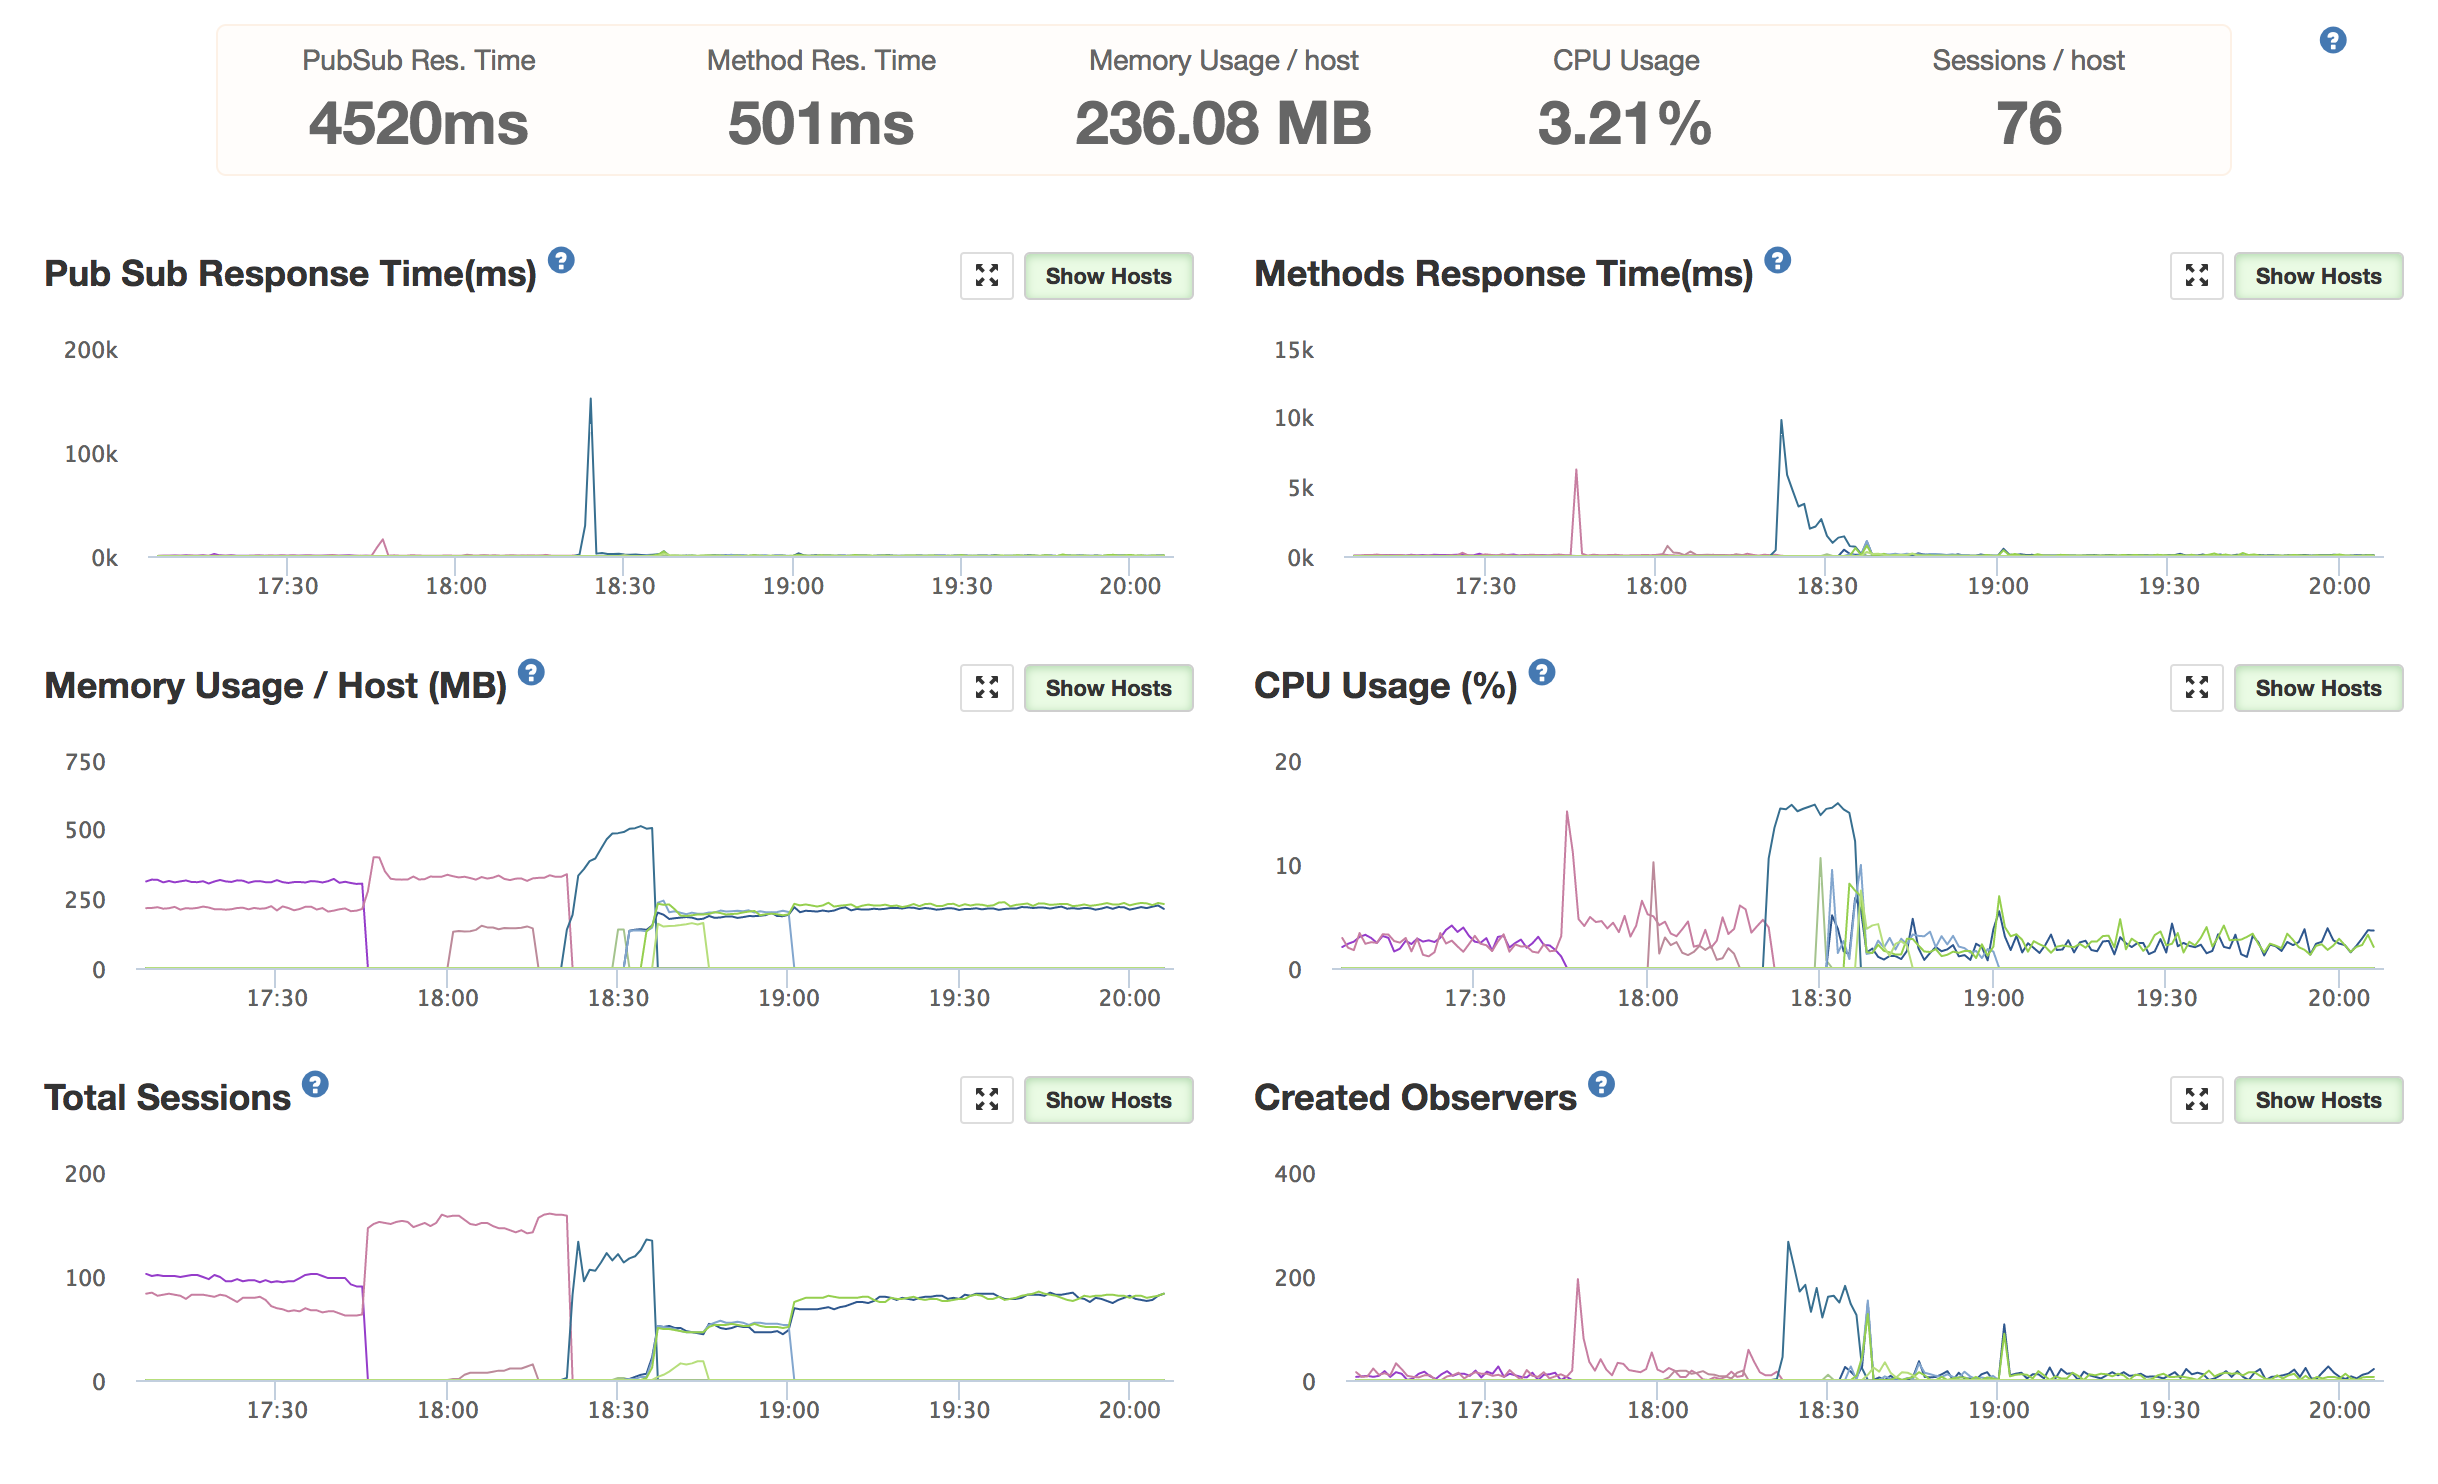 PubSub Res. Time
4520ms
Method Res. Time
501ms
Memory Usage / host
236.08 MB
CPU Usage
3.21%
Sessions / host
76
?
Pub Sub Response Time(ms) ?
Show Hosts
200k
100k
0k
17:30 18:00 18:30 19:00 19:30 20:00
Methods Response Time(ms) ?
Show Hosts
15k
10k
5k
0k
17:30 18:00 18:30 19:00 19:30 20:00
Memory Usage / Host (MB) ?
Show Hosts
750
500
250
0
17:30 18:00 18:30 19:00 19:30 20:00
CPU Usage (%) ?
Show Hosts
20
10
0
17:30 18:00 18:30 19:00 19:30 20:00
Total Sessions ?
Show Hosts
200
100
0
17:30 18:00 18:30 19:00 19:30 20:00
Created Observers ?
Show Hosts
400
200
0
17:30 18:00 18:30 19:00 19:30 20:00